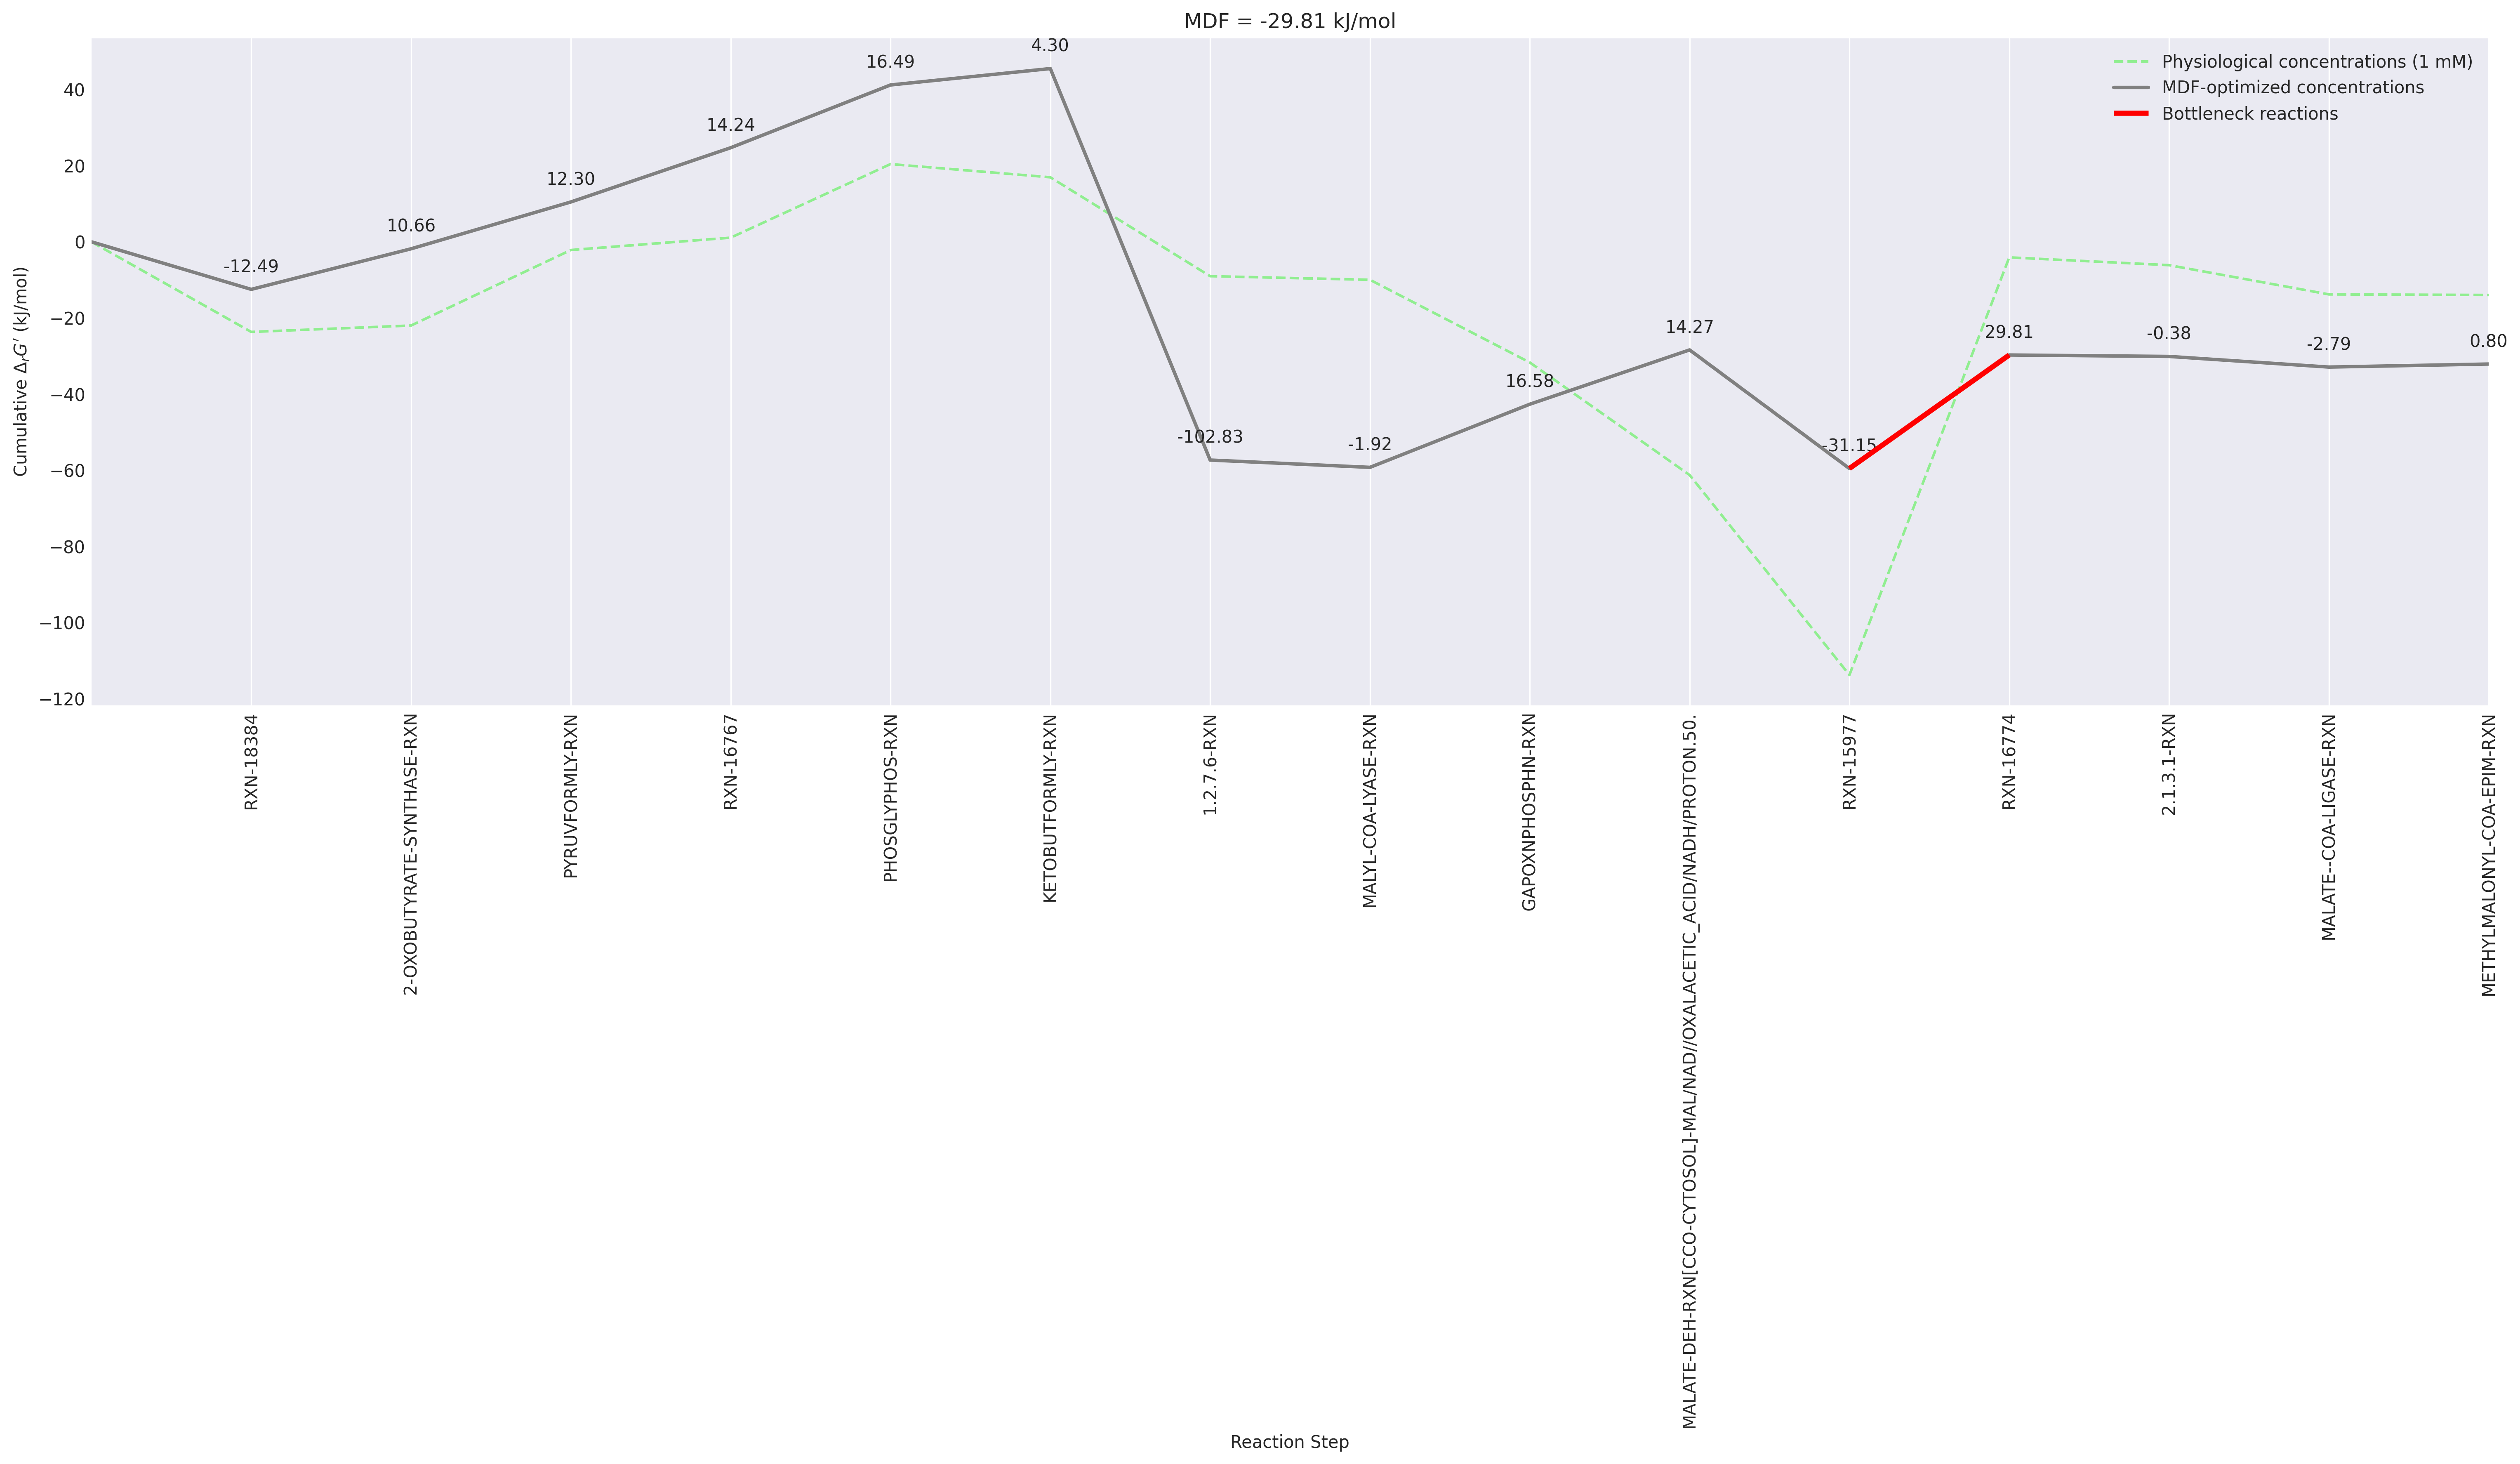 MDF = -29.81 kJ/mol
Physiological concentrations (1 mM)
MDF-optimized concentrations
Bottleneck reactions
Cumulative ΔrG′ (kJ/mol)
40
20
0
−20
−40
−60
−80
−100
−120
-12.49
10.66
12.30
14.24
16.49
4.30
-102.83
-1.92
16.58
14.27
-31.15
29.81
-0.38
-2.79
0.80
RXN-18384
2-OXOBUTYRATE-SYNTHASE-RXN
PYRUVFORMLY-RXN
RXN-16767
PHOSGLYPHOS-RXN
KETOBUTFORMLY-RXN
1.2.7.6-RXN
MALYL-COA-LYASE-RXN
GAPOXNPHOSPHN-RXN
MALATE-DEH-RXN[CCO-CYTOSOL]-MAL/NAD//OXALACETIC_ACID/NADH/PROTON.50.
RXN-15977
RXN-16774
2.1.3.1-RXN
MALATE--COA-LIGASE-RXN
METHYLMALONYL-COA-EPIM-RXN
Reaction Step